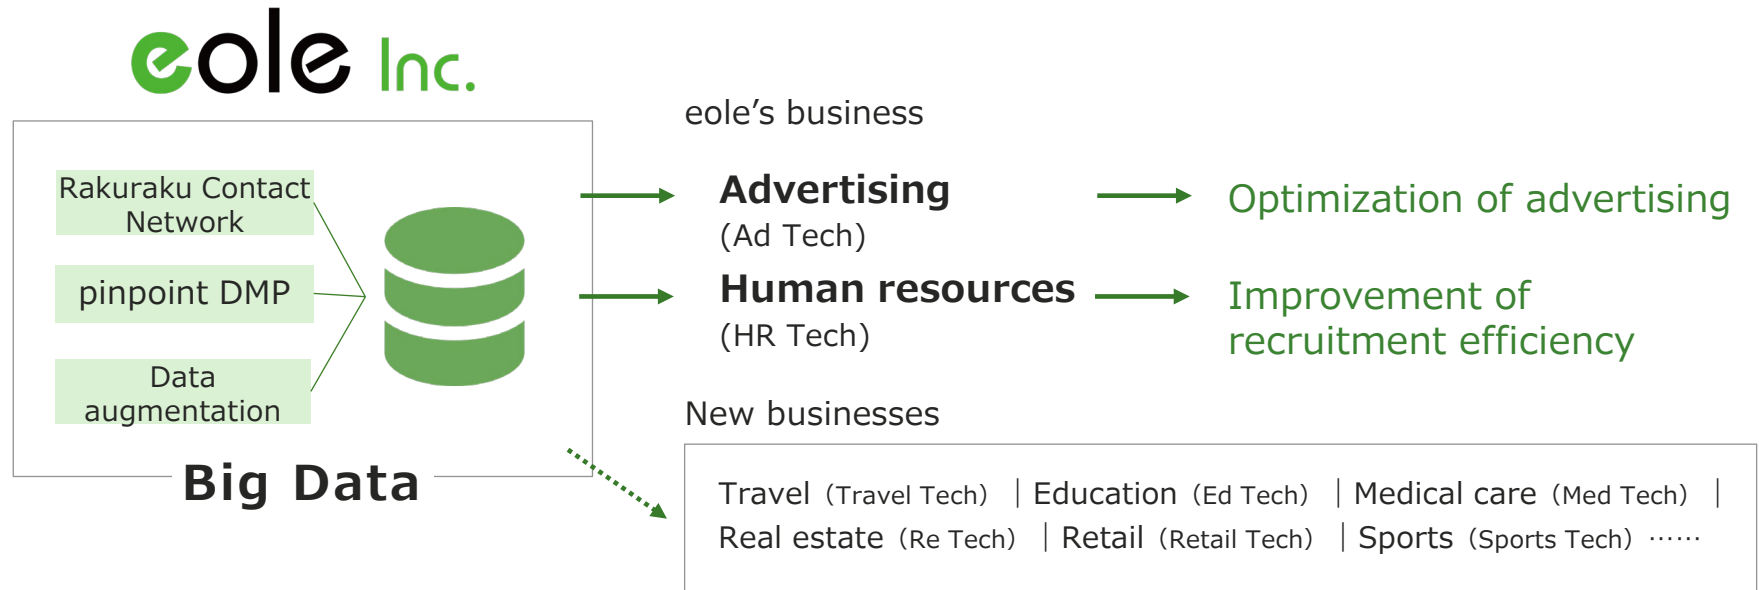 eole Inc.
Rakuraku Contact
Network
pinpoint DMP
Data
augmentation
Big Data
eole’s business
Advertising
(Ad Tech)
Optimization of advertising
Human resources
(HR Tech)
Improvement of
recruitment efficiency
New businesses
Travel（Travel Tech）｜Education（Ed Tech）｜Medical care（Med Tech）｜
Real estate（Re Tech）｜Retail（Retail Tech）｜Sports（Sports Tech）……